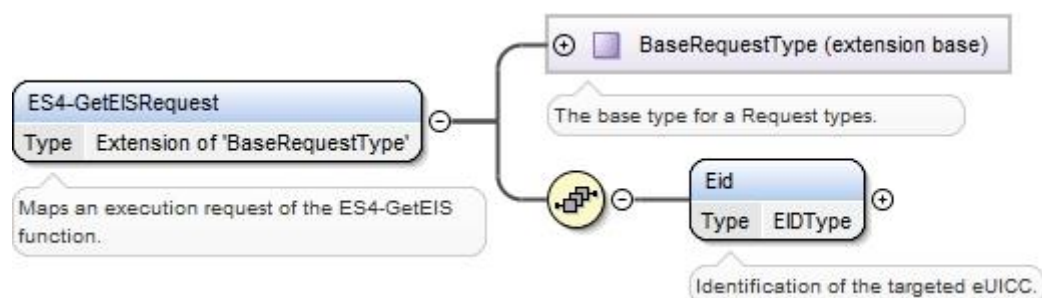 BaseRequestType (extension base)
ES4-GetEISRequest
Type Extension of 'BaseRequestType'
The base type for a Request types.
Maps an execution request of the ES4-GetEIS
function.
Eid
Type EIDType
Identification of the targeted eUICC.